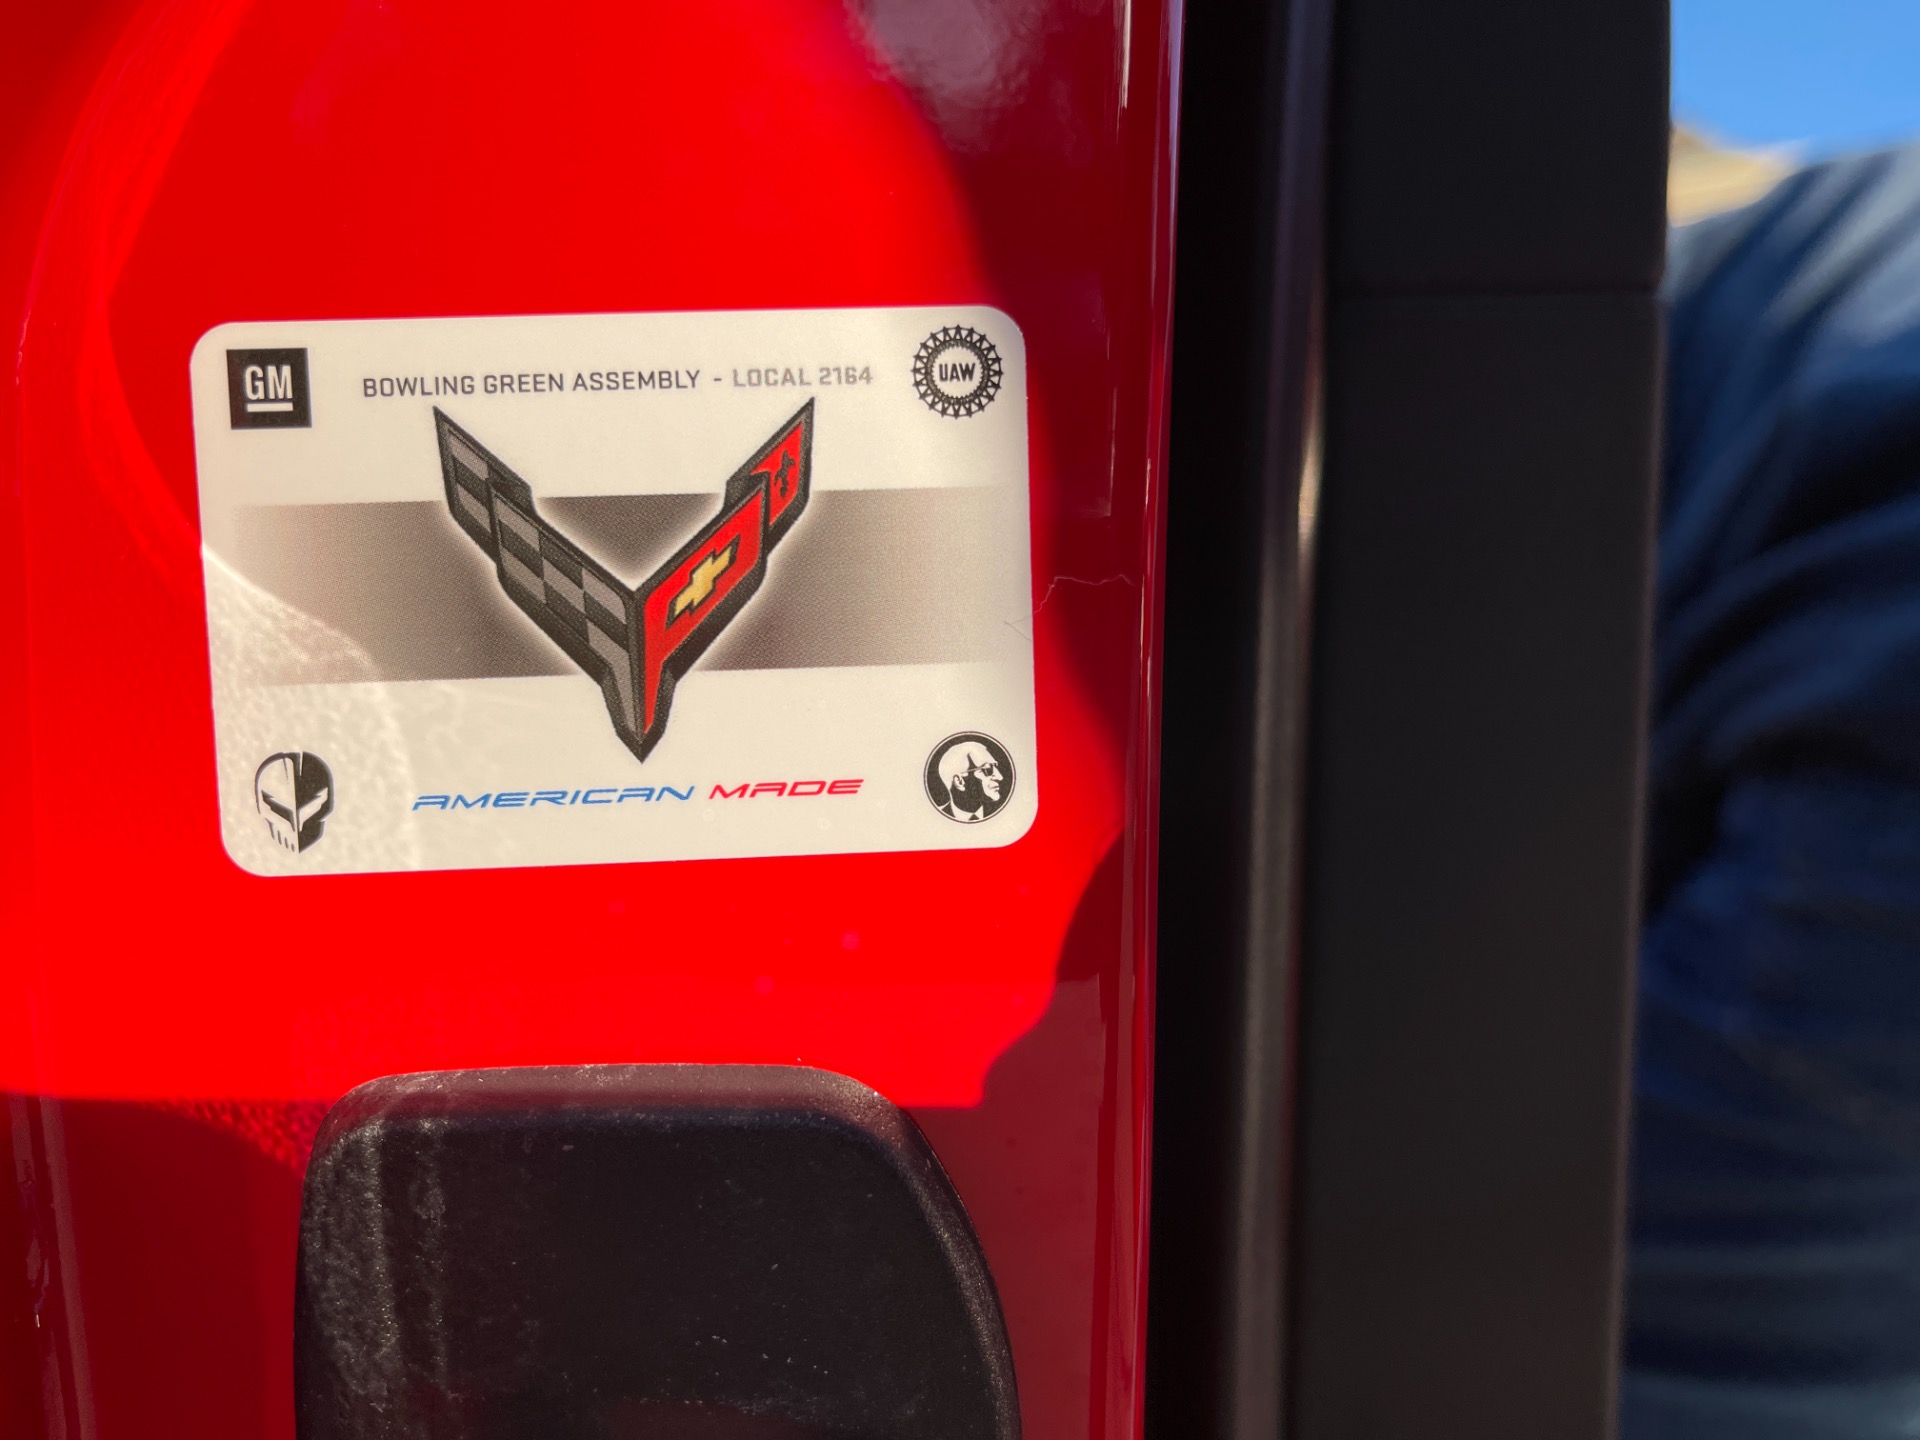 GM
BOWLING GREEN ASSEMBLY - LOCAL 2164
UAW
AMERICAN MADE